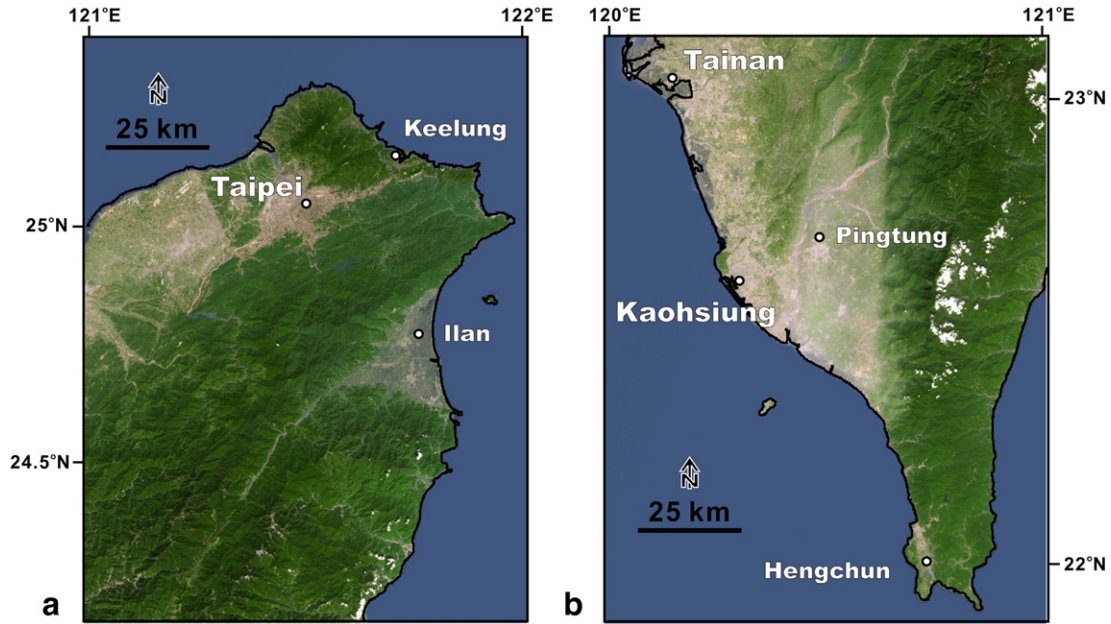 121°E
122°E
120°E
121°E
N
25 km
Keelung
Taipei
25°N
Ilan
24.5°N
a
Tainan
23°N
Pingtung
Kaohsiung
N
25 km
Hengchun
22°N
b